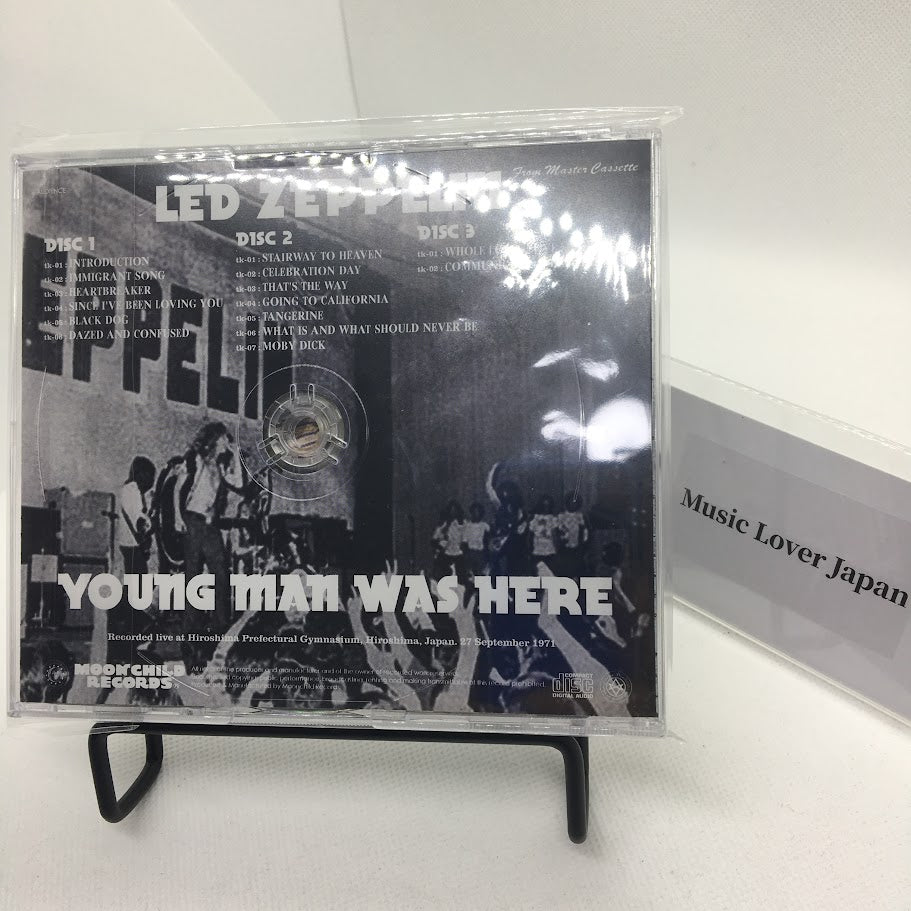 From Master Cassette
LED ZEPPELIN
DISC 1
tk-01 : INTRODUCTION
tk-02 : IMMIGRANT SONG
tk-03 : HEARTBREAKER
tk-04 : SINCE I'VE BEEN LOVING YOU
tk-05 : BLACK DOG
tk-06 : DAZED AND CONFUSED
DISC 2
tk-01 : STAIRWAY TO HEAVEN
tk-02 : CELEBRATION DAY
tk-03 : THAT'S THE WAY
tk-04 : GOING TO CALIFORNIA
tk-05 : TANGERINE
tk-06 : WHAT IS AND WHAT SHOULD NEVER BE
tk-07 : MOBY DICK
DISC 3
tk-01 : WHOLE
tk-02 :
EPPELIN
YOUNG MAN WAS HERE
Recorded live at Hiroshima Prefectural Gymnasium, Hiroshima, Japan. 27 September 1971
MOONCHILD
RECORDS
COMPACT
disc
DIGITAL AUDIO
Music Lover Japan